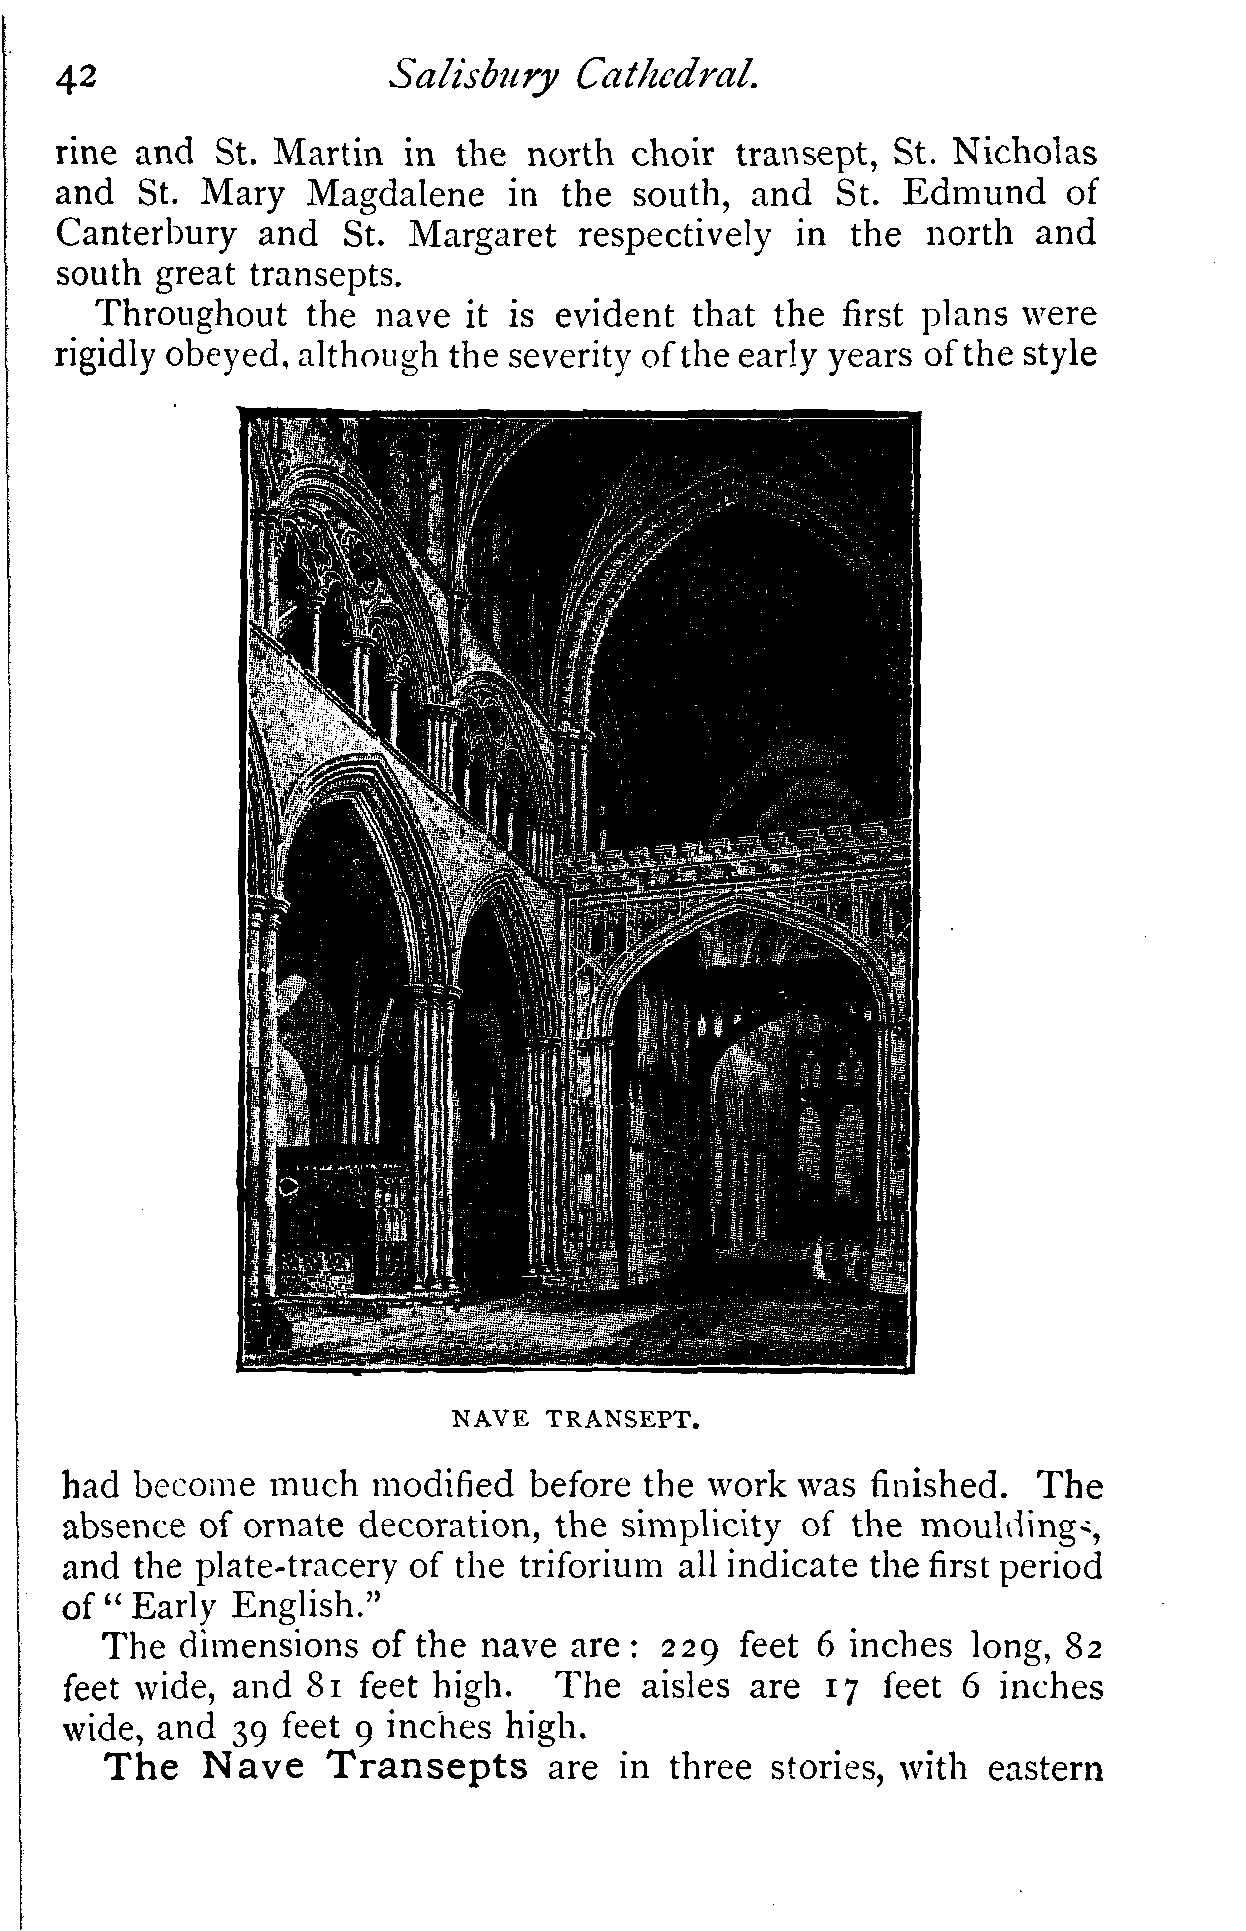 42 Salisbury Cathedral.
rine and St. Martin in the north choir transept, St. Nicholas
and St. Mary Magdalene in the south, and St. Edmund of
Canterbury and St. Margaret respectively in the north and
south great transepts.
Throughout the nave it is evident that the first plans were
rigidly obeyed, although the severity of the early years of the style
NAVE TRANSEPT.
had become much modified before the work was finished. The
absence of ornate decoration, the simplicity of the mouldings,
and the plate-tracery of the triforium all indicate the first period
of “ Early English.”
The dimensions of the nave are : 229 feet 6 inches long, 82
feet wide, and 81 feet high. The aisles are 17 feet 6 inches
wide, and 39 feet 9 inches high.
The Nave Transepts are in three stories, with eastern